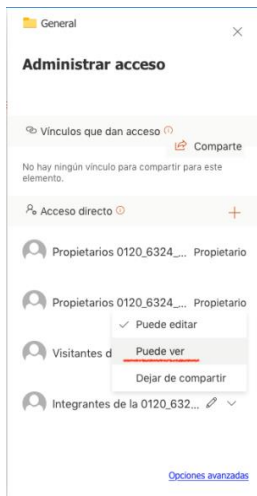 General
Administrar acceso
Vínculos que dan acceso
Comparte
No hay ningún vínculo para compartir para este
elemento.
Acceso directo
Propietarios 0120_6324_... Propietario
Propietarios 0120_6324_... Propietario
Puede editar
Visitantes d
Puede ver
Dejar de compartir
Integrantes de la 0120_632...
Opciones avanzadas